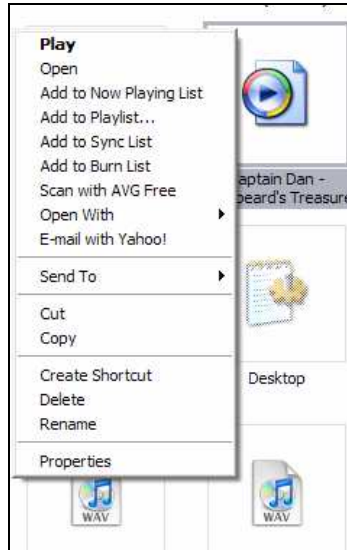 Play
Open
Add to Now Playing List
Add to Playlist...
Add to Sync List
Add to Burn List
Scan with AVG Free
Open With
E-mail with Yahoo!
Send To
Cut
Copy
Create Shortcut
Delete
Rename
Properties
aptain Dan -
beard's Treasure
Desktop
WAV
WAV